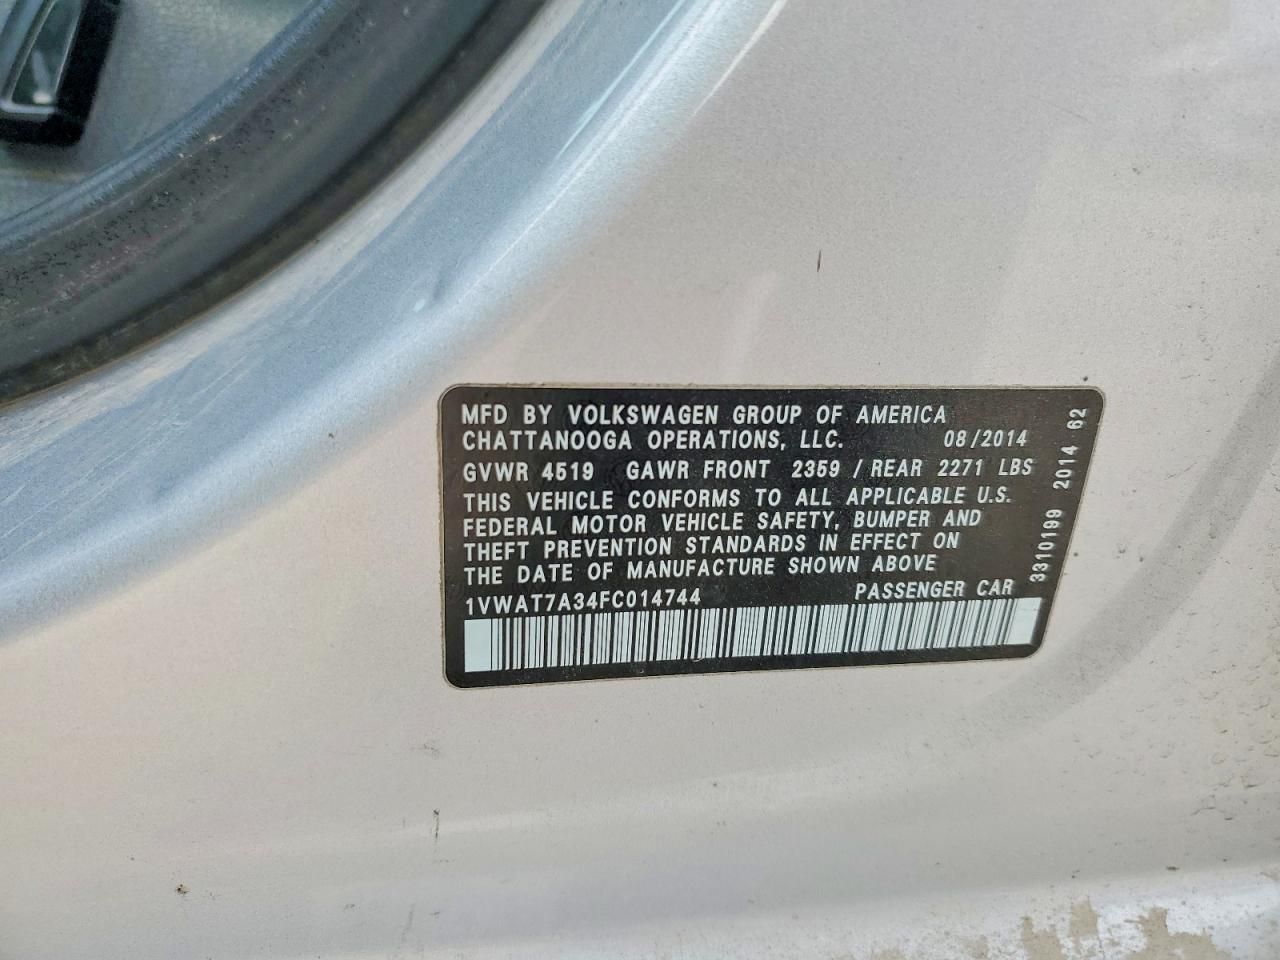 MFD BY VOLKSWAGEN GROUP OF AMERICA
CHATTANOOGA OPERATIONS, LLC. 08/2014
GVWR 4519 GAWR FRONT 2359 / REAR 2271 LBS
THIS VEHICLE CONFORMS TO ALL APPLICABLE U.S.
FEDERAL MOTOR VEHICLE SAFETY, BUMPER AND
THEFT PREVENTION STANDARDS IN EFFECT ON
THE DATE OF MANUFACTURE SHOWN ABOVE
1VWAT7A34FC014744 PASSENGER CAR
3310199 2014 62